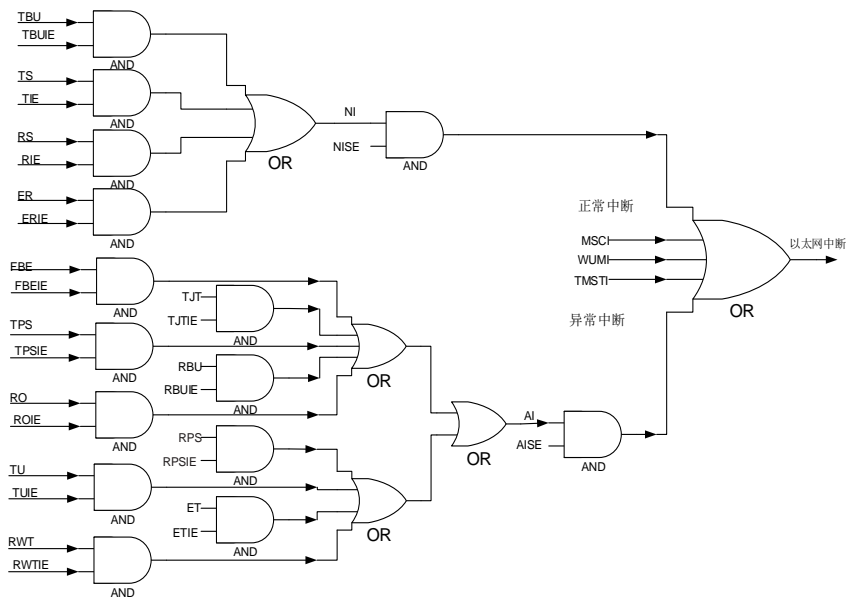 TBU
TBUIE
AND
TS
TIE
AND
RS
RIE
AND
ER
ERIE
AND
OR
NI
NISE
AND
正常中断
MSCI
WUMI
TMSTI
异常中断
OR
以太网中断
FBE
FBEIE
AND
TJT
TJTIE
AND
TPS
TPSIE
AND
RBU
RBUIE
AND
OR
RO
ROIE
AND
RPS
RPSIE
AND
OR
AI
AISE
AND
TU
TUIE
AND
ET
ETIE
AND
OR
RWT
RWTIE
AND